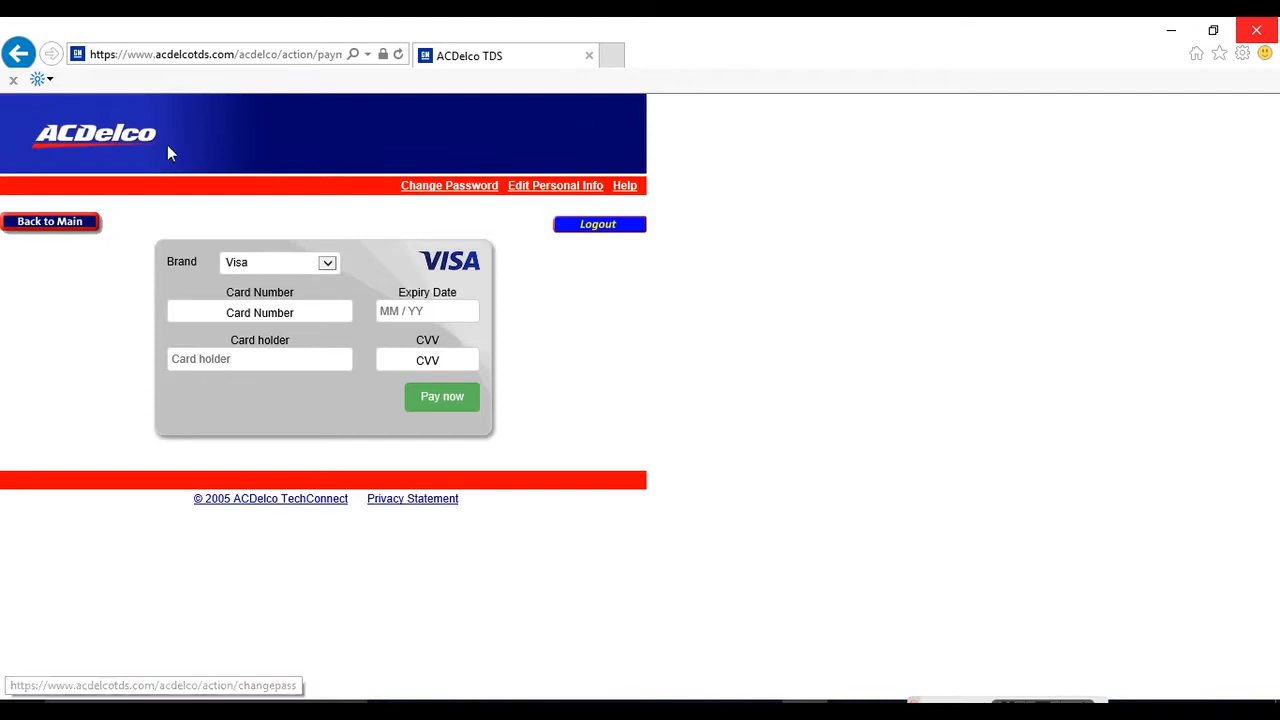 https://www.acdelcotds.com/acdelco/action/paym
ACDelco TDS
ACDelco
Change Password Edit Personal Info Help
Back to Main
Logout
Brand Visa VISA
Card Number Expiry Date
Card Number MM / YY
Card holder CVV
Card holder CVV
Pay now
© 2005 ACDelco TechConnect Privacy Statement
https://www.acdelcotds.com/acdelco/action/changepass